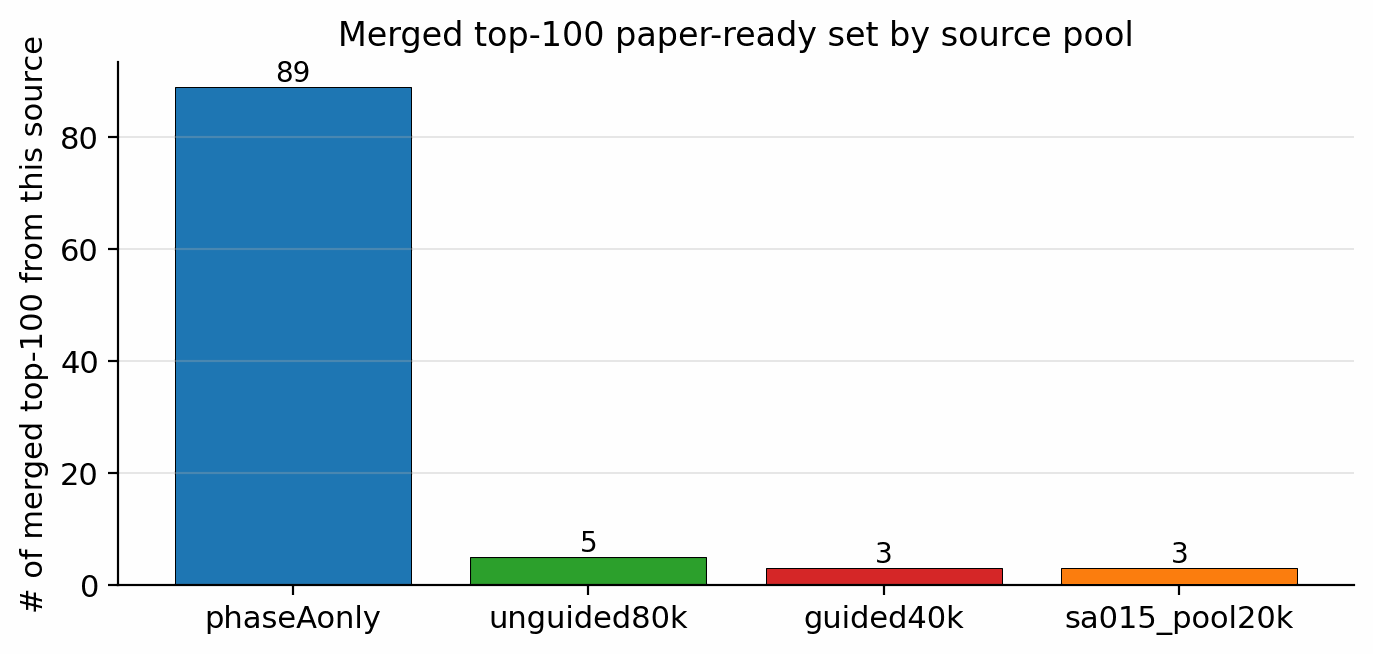 Merged top-100 paper-ready set by source pool
# of merged top-100 from this source
80
60
40
20
0
89
5
3
3
phaseAonly
unguided80k
guided40k
sa015_pool20k